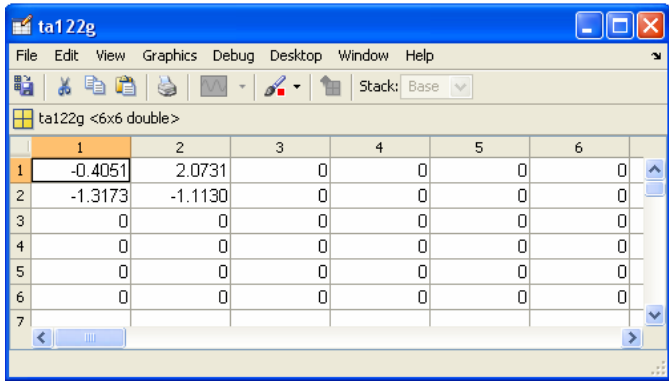 ta122g
File Edit View Graphics Debug Desktop Window Help
Stack: Base
ta122g <6x6 double>
1 2 3 4 5 6
1 -0.4051 2.0731 0 0 0 0
2 -1.3173 -1.1130 0 0 0 0
3 0 0 0 0 0 0
4 0 0 0 0 0 0
5 0 0 0 0 0 0
6 0 0 0 0 0 0
7